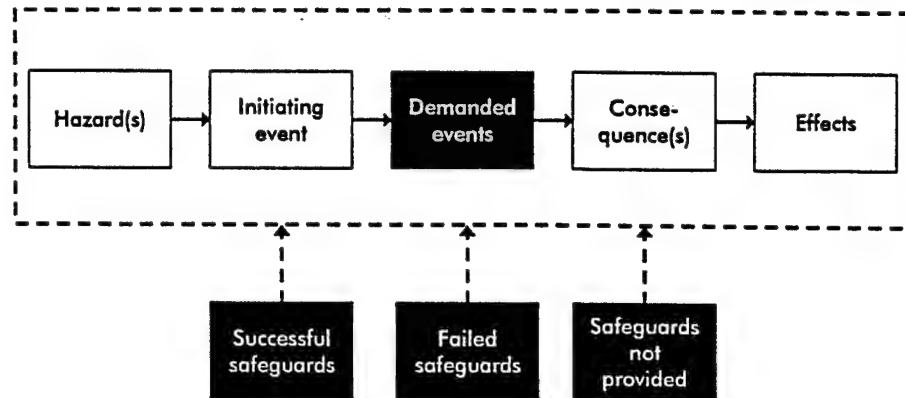 Hazard(s)
Initiating
event
Demanded
events
Conse-
quence(s)
Effects
Successful
safeguards
Failed
safeguards
Safeguards
not
provided